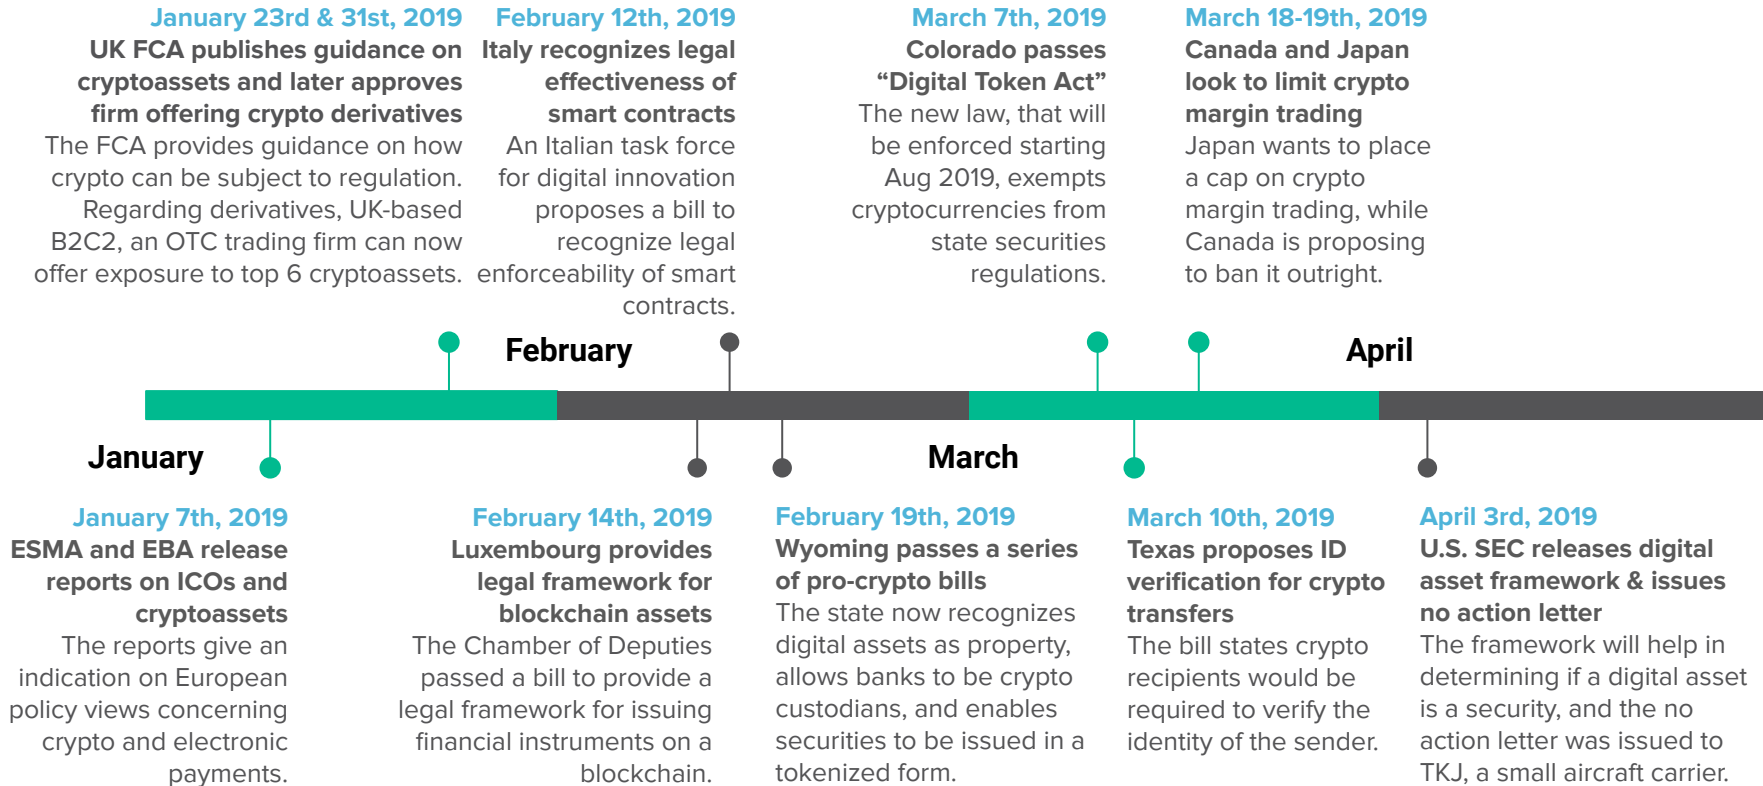 January 23rd & 31st, 2019
UK FCA publishes guidance on
cryptoassets and later approves
firm offering crypto derivatives
The FCA provides guidance on how
crypto can be subject to regulation.
Regarding derivatives, UK-based
B2C2, an OTC trading firm can now
offer exposure to top 6 cryptoassets.
February 12th, 2019
Italy recognizes legal
effectiveness of
smart contracts
An Italian task force
for digital innovation
proposes a bill to
recognize legal
enforceability of smart
contracts.
March 7th, 2019
Colorado passes
“Digital Token Act”
The new law, that will
be enforced starting
Aug 2019, exempts
cryptocurrencies from
state securities
regulations.
March 18-19th, 2019
Canada and Japan
look to limit crypto
margin trading
Japan wants to place
a cap on crypto
margin trading, while
Canada is proposing
to ban it outright.
February
April
January
March
January 7th, 2019
ESMA and EBA release
reports on ICOs and
cryptoassets
The reports give an
indication on European
policy views concerning
crypto and electronic
payments.
February 14th, 2019
Luxembourg provides
legal framework for
blockchain assets
The Chamber of Deputies
passed a bill to provide a
legal framework for issuing
financial instruments on a
blockchain.
February 19th, 2019
Wyoming passes a series
of pro-crypto bills
The state now recognizes
digital assets as property,
allows banks to be crypto
custodians, and enables
securities to be issued in a
tokenized form.
March 10th, 2019
Texas proposes ID
verification for crypto
transfers
The bill states crypto
recipients would be
required to verify the
identity of the sender.
April 3rd, 2019
U.S. SEC releases digital
asset framework & issues
no action letter
The framework will help in
determining if a digital asset
is a security, and the no
action letter was issued to
TKJ, a small aircraft carrier.